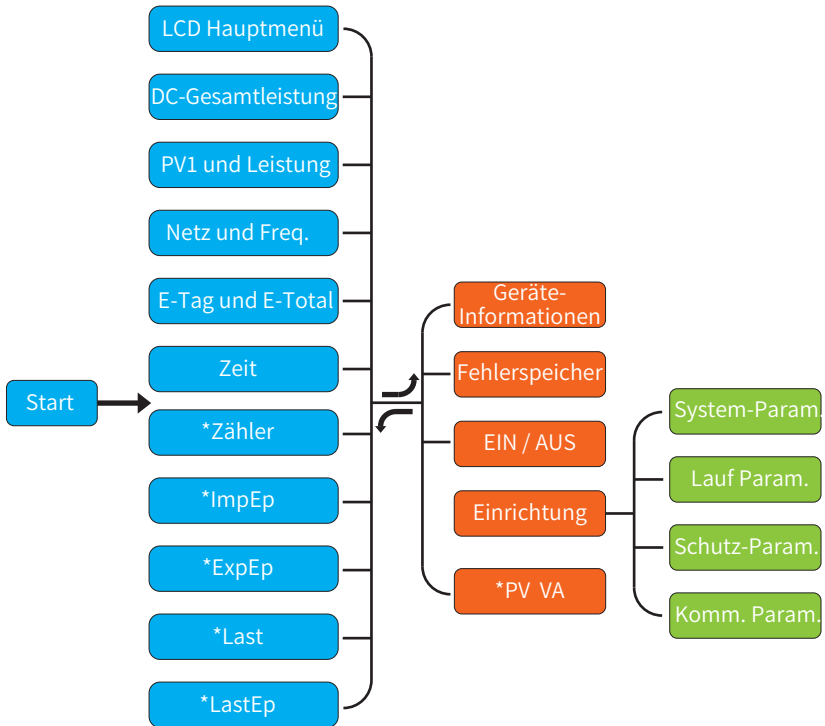 LCD Hauptmenü
DC-Gesamtleistung
PV1 und Leistung
Netz und Freq.
E-Tag und E-Total
Zeit
Start
*Zähler
*ImpEp
*ExpEp
*Last
*LastEp
Geräte-
Informationen
Fehlerspeicher
EIN / AUS
Einrichtung
*PV VA
System-Param.
Lauf Param.
Schutz-Param.
Komm. Param.